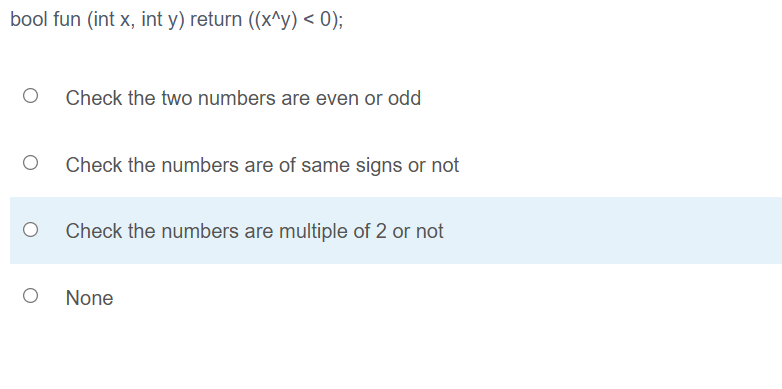 bool fun (int x, int y) return ((x^y) < 0);
Check the two numbers are even or odd
Check the numbers are of same signs or not
Check the numbers are multiple of 2 or not
None